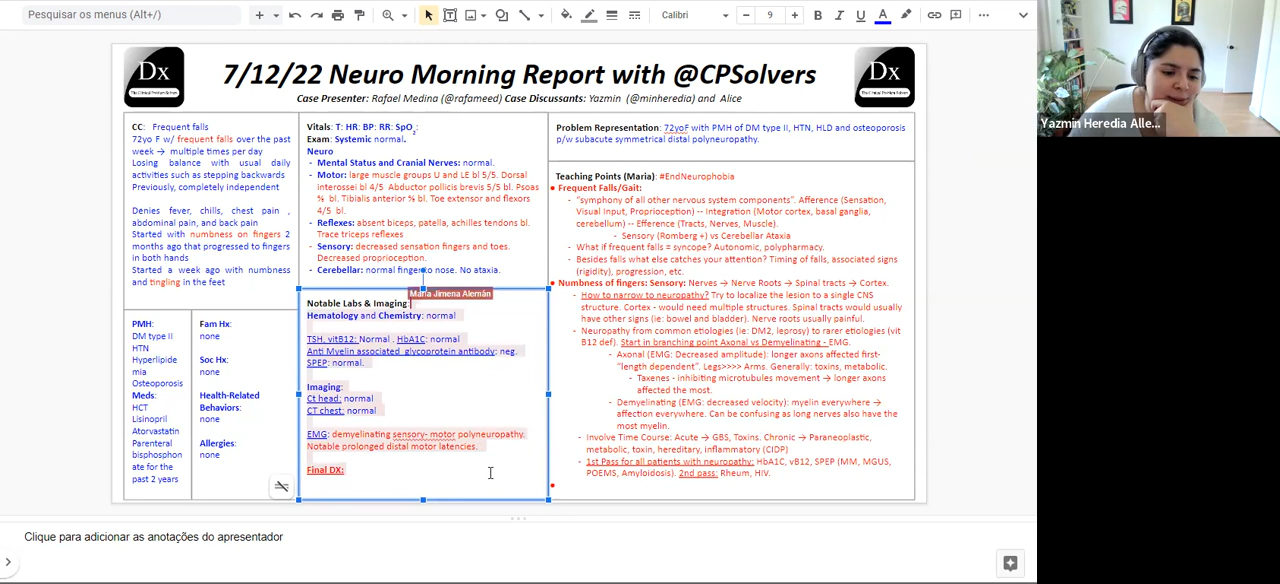 Pesquisar os menus (Alt+/)
Calibri
9
B I U A
Dx
The Clinical Problem Solvers
7/12/22 Neuro Morning Report with @CPSolvers
Case Presenter: Rafael Medina (@rafameed) Case Discussants: Yazmin (@minheredia) and Alice
Dx
The Clinical Problem Solvers
CC: Frequent falls
72yo F w/ frequent falls over the past
week → multiple times per day
Losing balance with usual daily
activities such as stepping backwards
Previously, completely independent
Denies fever, chills, chest pain ,
abdominal pain, and back pain
Started with numbness on fingers 2
months ago that progressed to fingers
in both hands
Started a week ago with numbness
and tingling in the feet
PMH:
DM type II
HTN
Hyperlipide
mia
Osteoporosis
Meds:
HCT
Lisinopril
Atorvastatin
Parenteral
bisphosphon
ate for the
past 2 years
Fam Hx:
none
Soc Hx:
none
Health-Related
Behaviors:
none
Allergies:
none
Vitals: T: HR: BP: RR: SpO2:
Exam: Systemic normal.
Neuro
- Mental Status and Cranial Nerves: normal.
- Motor: large muscle groups U and LE bl 5/5. Dorsal
interossei bl 4/5 Abductor pollicis brevis 5/5 bl. Psoas
⅘ bl. Tibialis anterior ⅘ bl. Toe extensor and flexors
4/5 bl.
- Reflexes: absent biceps, patella, achilles tendons bl.
Trace triceps reflexes
- Sensory: decreased sensation fingers and toes.
Decreased proprioception.
- Cerebellar: normal finger to nose. No ataxia.
Maria Jimena Alemán
Notable Labs & Imaging:
Hematology and Chemistry: normal
TSH, vitB12: Normal . HbA1C: normal
Anti Myelin associated glycoprotein antibody: neg.
SPEP: normal.
Imaging:
Ct head: normal
CT chest: normal
EMG: demyelinating sensory- motor polyneuropathy.
Notable prolonged distal motor latencies.
Final DX:
Problem Representation: 72yoF with PMH of DM type II, HTN, HLD and osteoporosis
p/w subacute symmetrical distal polyneuropathy.
Teaching Points (Maria): #EndNeurophobia
● Frequent Falls/Gait:
- "symphony of all other nervous system components". Afference (Sensation,
Visual Input, Proprioception) -- Integration (Motor cortex, basal ganglia,
cerebellum) -- Efference (Tracts, Nerves, Muscle).
- Sensory (Romberg +) vs Cerebellar Ataxia
- What if frequent falls = syncope? Autonomic, polypharmacy.
- Besides falls what else catches your attention? Timing of falls, associated signs
(rigidity), progression, etc.
● Numbness of fingers: Sensory: Nerves → Nerve Roots → Spinal tracts → Cortex.
- How to narrow to neuropathy? Try to localize the lesion to a single CNS
structure. Cortex - would need multiple structures. Spinal tracts would usually
have other signs (ie: bowel and bladder). Nerve roots usually painful.
- Neuropathy from common etiologies (ie: DM2, leprosy) to rarer etiologies (vit
B12 def). Start in branching point Axonal vs Demyelinating - EMG.
- Axonal (EMG: Decreased amplitude): longer axons affected first-
"length dependent". Legs>>>> Arms. Generally: toxins, metabolic.
- Taxenes - inhibiting microtubules movement → longer axons
affected the most.
- Demyelinating (EMG: decreased velocity): myelin everywhere →
affection everywhere. Can be confusing as long nerves also have the
most myelin.
- Involve Time Course: Acute → GBS, Toxins. Chronic → Paraneoplastic,
metabolic, toxin, hereditary, inflammatory (CIDP)
- 1st Pass for all patients with neuropathy: HbA1C, vB12, SPEP (MM, MGUS,
POEMS, Amyloidosis). 2nd pass: Rheum, HIV.
Clique para adicionar as anotações do apresentador
Yazmin Heredia Alle...